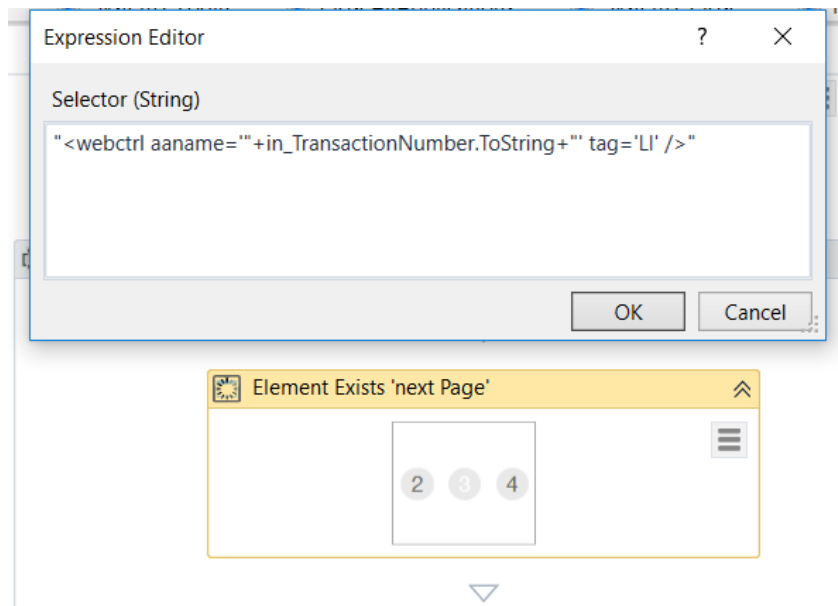 Expression Editor
?
Selector (String)
"<webctrl aaname='"+in_TransactionNumber.ToString+"' tag='LI' />"
OK
Cancel
Element Exists 'next Page'
2 3 4